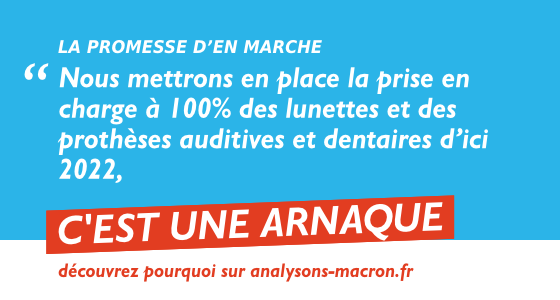 LA PROMESSE D’EN MARCHE
“ Nous mettrons en place la prise en
charge à 100% des lunettes et des
prothèses auditives et dentaires d’ici
2022,
C'EST UNE ARNAQUE
découvrez pourquoi sur analysons-macron.fr